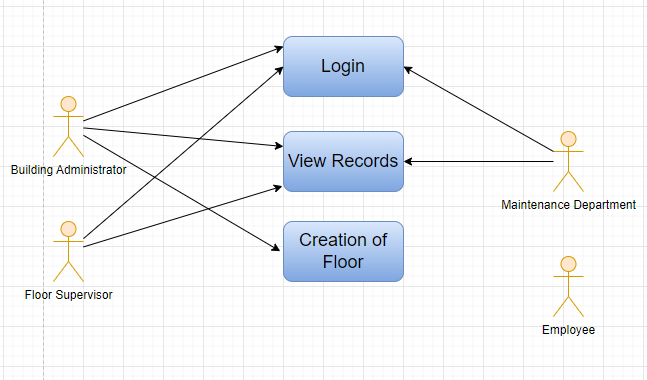 Login
Building Administrator
View Records
Maintenance Department
Creation of
Floor
Floor Supervisor
Employee